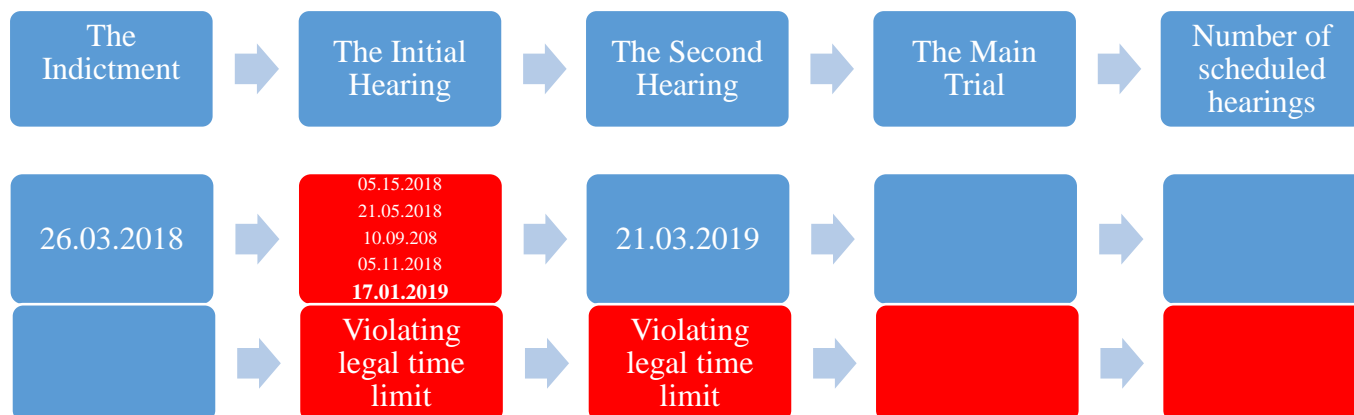 The
Indictment
The Initial
Hearing
The Second
Hearing
The Main
Trial
Number of
scheduled
hearings
26.03.2018
05.15.2018
21.05.2018
10.09.208
05.11.2018
17.01.2019
21.03.2019
Violating
legal time
limit
Violating
legal time
limit